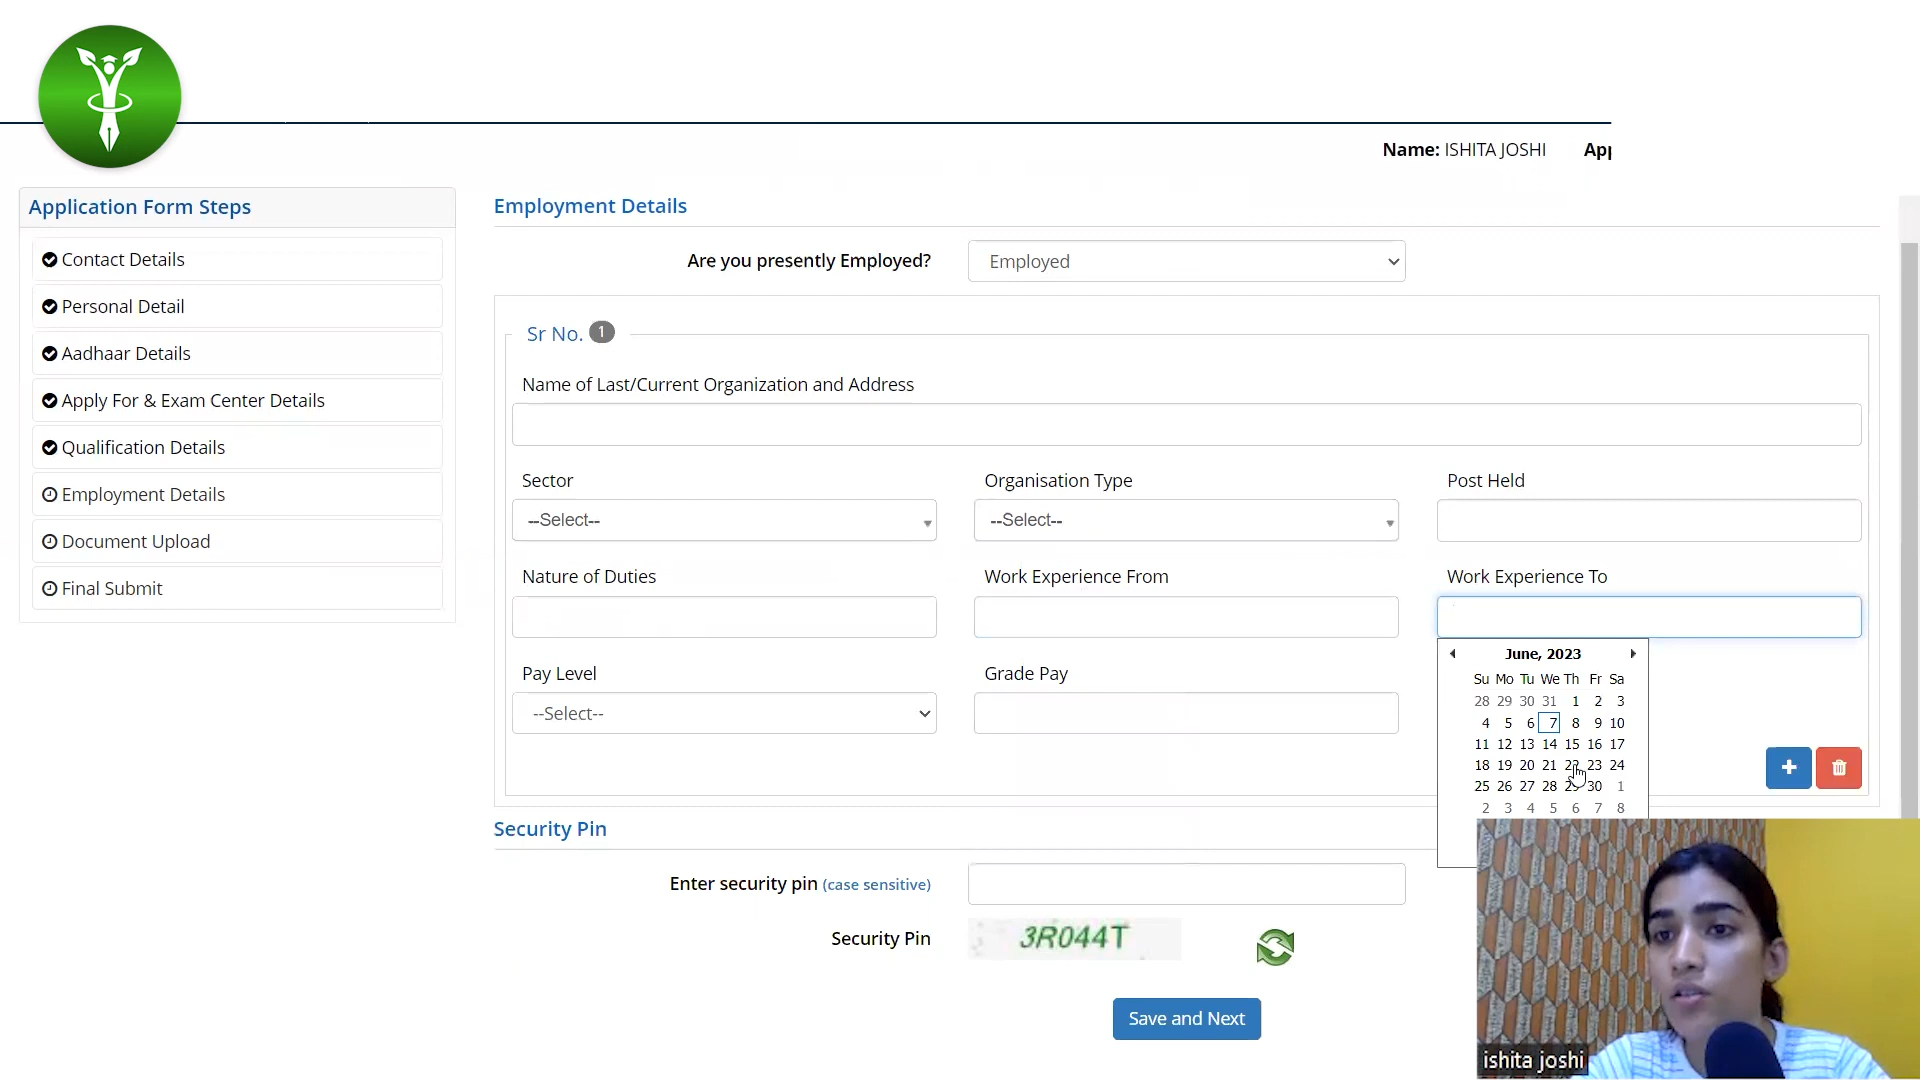 Name: ISHITA JOSHI
Application Form Steps
Contact Details
Personal Detail
Aadhaar Details
Apply For & Exam Center Details
Qualification Details
Employment Details
Document Upload
Final Submit
Employment Details
Are you presently Employed?
Employed
Sr No. 1
Name of Last/Current Organization and Address
Sector
Organisation Type
Post Held
--Select--
--Select--
Nature of Duties
Work Experience From
Work Experience To
Pay Level
Grade Pay
--Select--
June, 2023
Su Mo Tu We Th Fr Sa
28 29 30 31 1 2 3
4 5 6 7 8 9 10
11 12 13 14 15 16 17
18 19 20 21 22 23 24
25 26 27 28 29 30 1
2 3 4 5 6 7 8
Security Pin
Enter security pin (case sensitive)
Security Pin
3R044T
Save and Next
ishita joshi